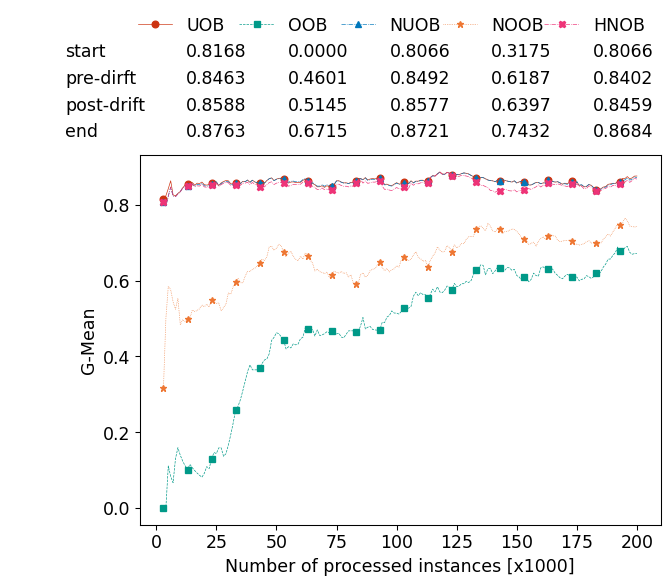 UOB OOB NUOB NOOB HNOB
start 0.8168 0.0000 0.8066 0.3175 0.8066
pre-dirft 0.8463 0.4601 0.8492 0.6187 0.8402
post-drift 0.8588 0.5145 0.8577 0.6397 0.8459
end 0.8763 0.6715 0.8721 0.7432 0.8684
0.8
0.6
0.4
0.2
0.0
G-Mean
0 25 50 75 100 125 150 175 200
Number of processed instances [x1000]